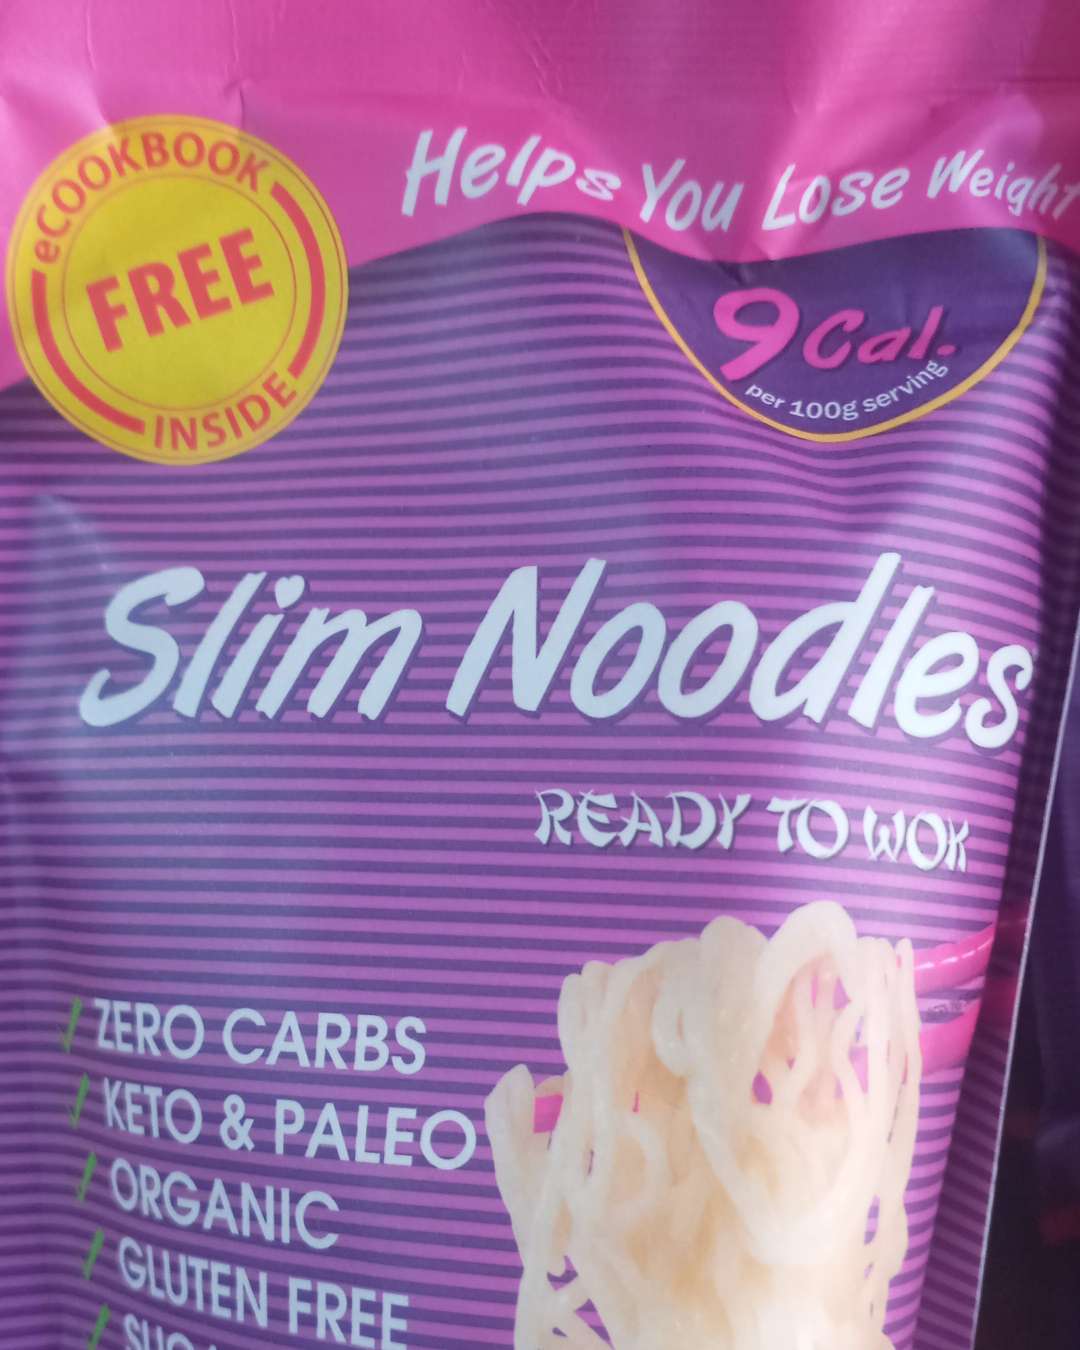 eCOOKBOOK
FREE
INSIDE
Helps You Lose Weight
9 Cal.
per 100g serving
Slim Noodles
READY TO WOK
ZERO CARBS
KETO & PALEO
ORGANIC
GLUTEN FREE